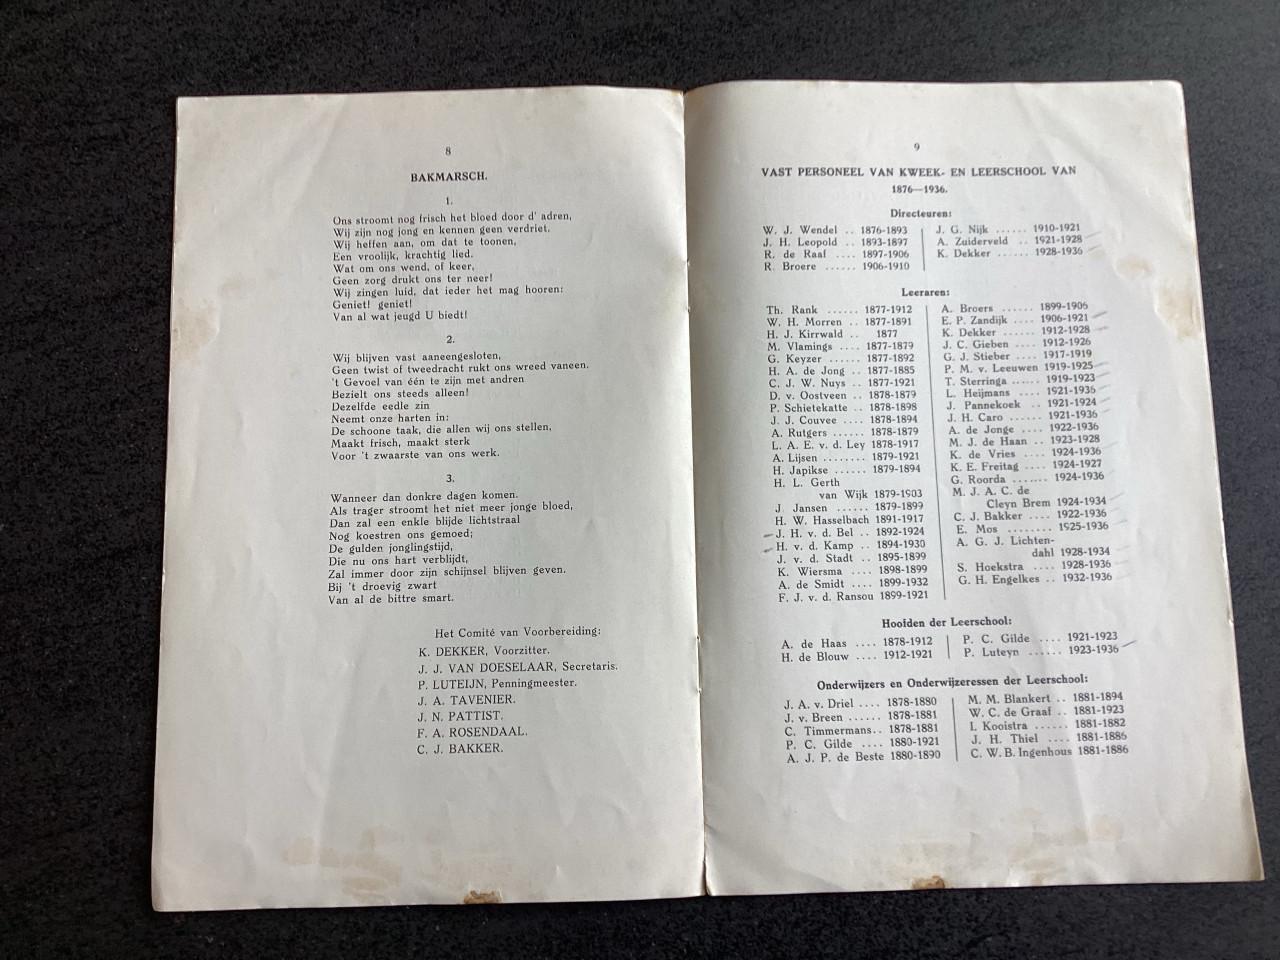 8
BAKMARSCH.
1.
Ons stroomt nog frisch het bloed door d' adren,
Wij zijn nog jong en kennen geen verdriet.
Wij heffen aan, om dat te toonen,
Een vroolijk, krachtig lied.
Wat om ons wend, of keer,
Geen zorg drukt ons ter neer!
Wij zingen luid, dat ieder het mag hooren:
Geniet! geniet!
Van al wat jeugd U biedt!
2.
Wij blijven vast aaneengesloten,
Geen twist of tweedracht rukt ons wreed vaneen.
't Gevoel van één te zijn met andren
Bezielt ons steeds alleen!
Dezelfde eedle zin
Neemt onze harten in:
De schoone taak, die allen wij ons stellen,
Maakt frisch, maakt sterk
Voor 't zwaarste van ons werk.
3.
Wanneer dan donkre dagen komen.
Als trager stroomt het niet meer jonge bloed,
Dan zal een enkle blijde lichtstraal
Nog koestren ons gemoed;
De gulden jonglingstijd,
Die nu ons hart verblijdt,
Zal immer door zijn schijnsel blijven geven.
Bij 't droevig zwart
Van al de bittre smart.
Het Comité van Voorbereiding:
K. DEKKER, Voorzitter.
J. J. VAN DOESELAAR, Secretaris.
P. LUTEIJN, Penningmeester.
J. A. TAVENIER.
J. N. PATTIST.
F. A. ROSENDAAL.
C. J. BAKKER.
9
VAST PERSONEEL VAN KWEEK- EN LEERSCHOOL VAN
1876—1936.
Directeuren:
W. J. Wendel .. 1876-1893
J. H. Leopold .. 1893-1897
R. de Raaf .... 1897-1906
R. Broere ...... 1906-1910
J. G. Nijk ...... 1910-1921
A. Zuiderveld .. 1921-1928
K. Dekker ...... 1928-1936
Leeraren:
Th. Rank ...... 1877-1912
W. H. Morren .. 1877-1891
H. J. Kirrwald .. 1877
M. Vlamings .... 1877-1879
G. Keyzer ...... 1877-1892
H. A. de Jong .. 1877-1885
C. J. W. Nuys .. 1877-1921
D. v. Oostveen .. 1878-1879
P. Schietekatte .. 1878-1898
J. J. Couvee .... 1878-1894
A. Rutgers ...... 1878-1879
L. A. E. v. d. Ley 1878-1917
A. Lijsen ........ 1879-1921
H. Japikse ...... 1879-1894
H. L. Gerth
van Wijk 1879-1903
J. Jansen ...... 1879-1899
H. W. Hasselbach 1891-1917
J. H. v. d. Bel .. 1892-1924
H. v. d. Kamp .. 1894-1930
J. v. d. Stadt .. 1895-1899
K. Wiersma .... 1898-1899
A. de Smidt .... 1899-1932
F. J. v. d. Ransou 1899-1921
A. Broers ...... 1899-1906
E. P. Zandijk .... 1906-1921
K. Dekker ...... 1912-1928
J. C. Gieben .... 1912-1926
G. J. Stieber .... 1917-1919
P. M. v. Leeuwen 1919-1925
T. Sterringa ...... 1919-1923
L. Heijmans .... 1921-1936
J. Pannekoek .. 1921-1924
J. H. Caro ...... 1921-1936
A. de Jonge .... 1922-1936
M. J. de Haan .. 1923-1928
K. de Vries .... 1924-1936
K. E. Freitag .... 1924-1927
G. Roorda ....... 1924-1936
M. J. A. C. de
Cleyn Brem 1924-1934
C. J. Bakker .... 1922-1936
E. Mos ........ 1925-1936
A. G. J. Lichten-
dahl 1928-1934
S. Hoekstra .... 1928-1936
G. H. Engelkes .. 1932-1936
Hoofden der Leerschool:
A. de Haas .... 1878-1912
H. de Blouw .... 1912-1921
P. C. Gilde .... 1921-1923
P. Luteyn ...... 1923-1936
Onderwijzers en Onderwijzeressen der Leerschool:
J. A. v. Driel .... 1878-1880
J. v. Breen ...... 1878-1881
C. Timmermans.. 1878-1881
P. C. Gilde .... 1880-1921
A. J. P. de Beste 1880-1890
M. M. Blankert .. 1881-1894
W. C. de Graaf .. 1881-1923
I. Kooistra ...... 1881-1882
J. H. Thiel .... 1881-1886
C. W. B. Ingenhous 1881-1886